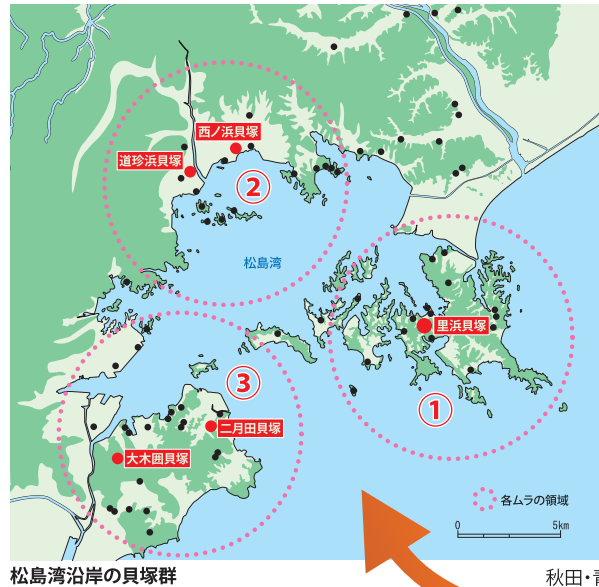 西ノ浜貝塚
道珍浜貝塚
②
松島湾
里浜貝塚
③
①
二月田貝塚
大木囲貝塚
各ムラの領域
0 5km
松島湾沿岸の貝塚群
秋田・青